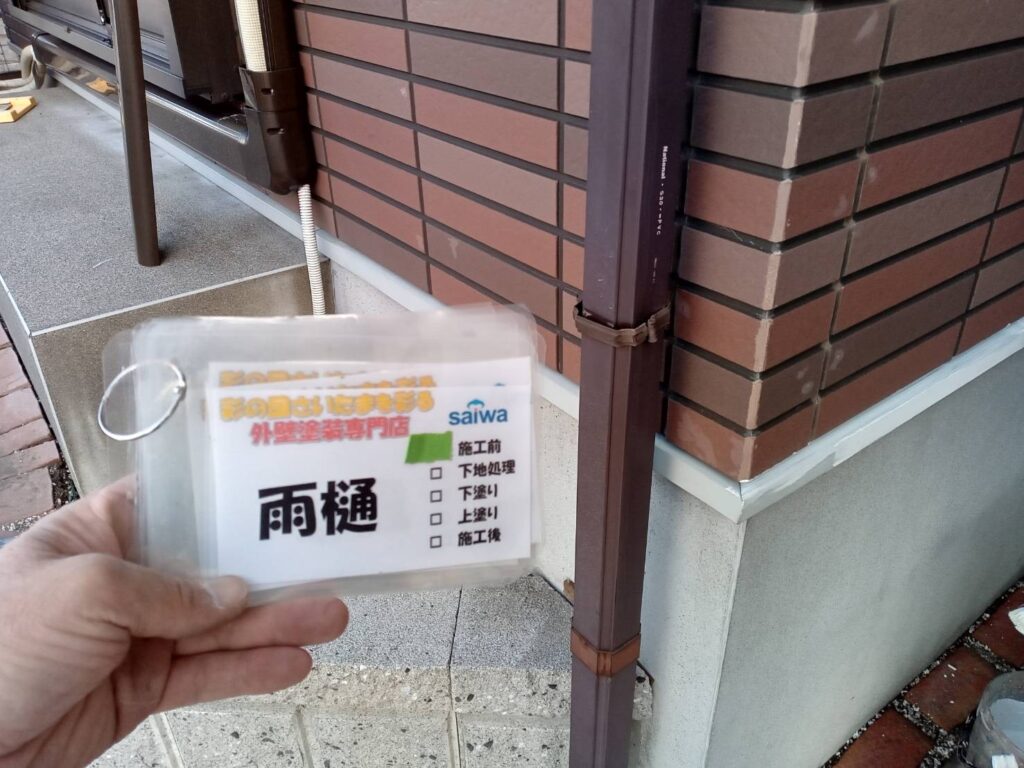 彩の国さいたまを彩る
外壁塗装専門店
saiwa
雨樋
施工前
□ 下地処理
□ 下塗り
□ 上塗り
□ 施工後
National